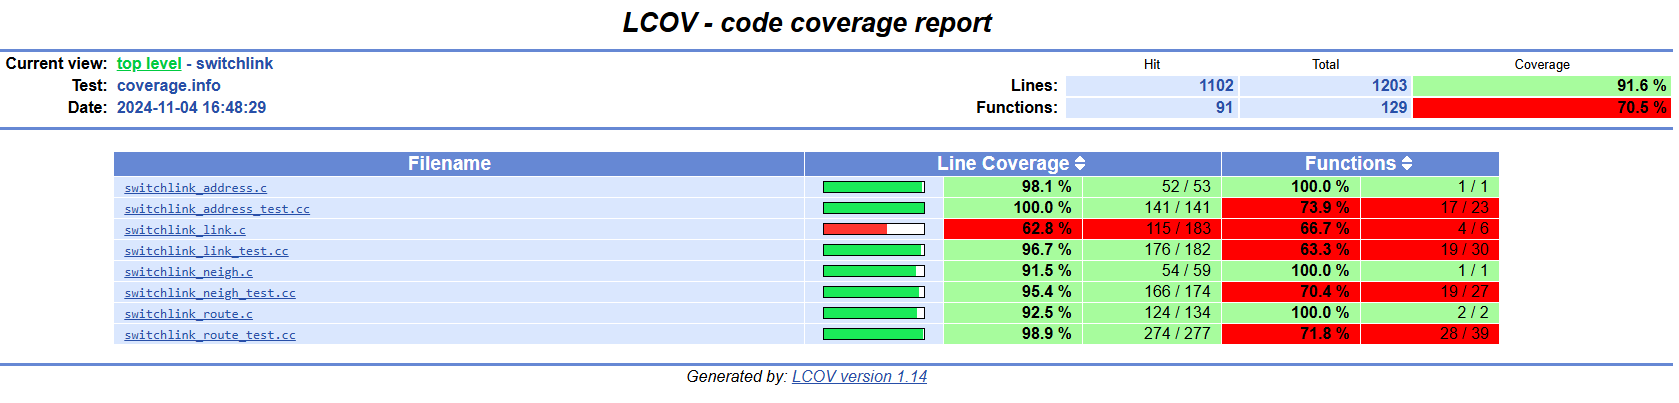 LCOV - code coverage report
Current view: top level - switchlink Hit Total Coverage
Test: coverage.info Lines: 1102 1203 91.6 %
Date: 2024-11-04 16:48:29 Functions: 91 129 70.5 %
Filename Line Coverage Functions
switchlink_address.c 98.1 % 52 / 53 100.0 % 1 / 1
switchlink_address_test.cc 100.0 % 141 / 141 73.9 % 17 / 23
switchlink_link.c 62.8 % 115 / 183 66.7 % 4 / 6
switchlink_link_test.cc 96.7 % 176 / 182 63.3 % 19 / 30
switchlink_neigh.c 91.5 % 54 / 59 100.0 % 1 / 1
switchlink_neigh_test.cc 95.4 % 166 / 174 70.4 % 19 / 27
switchlink_route.c 92.5 % 124 / 134 100.0 % 2 / 2
switchlink_route_test.cc 98.9 % 274 / 277 71.8 % 28 / 39
Generated by: LCOV version 1.14